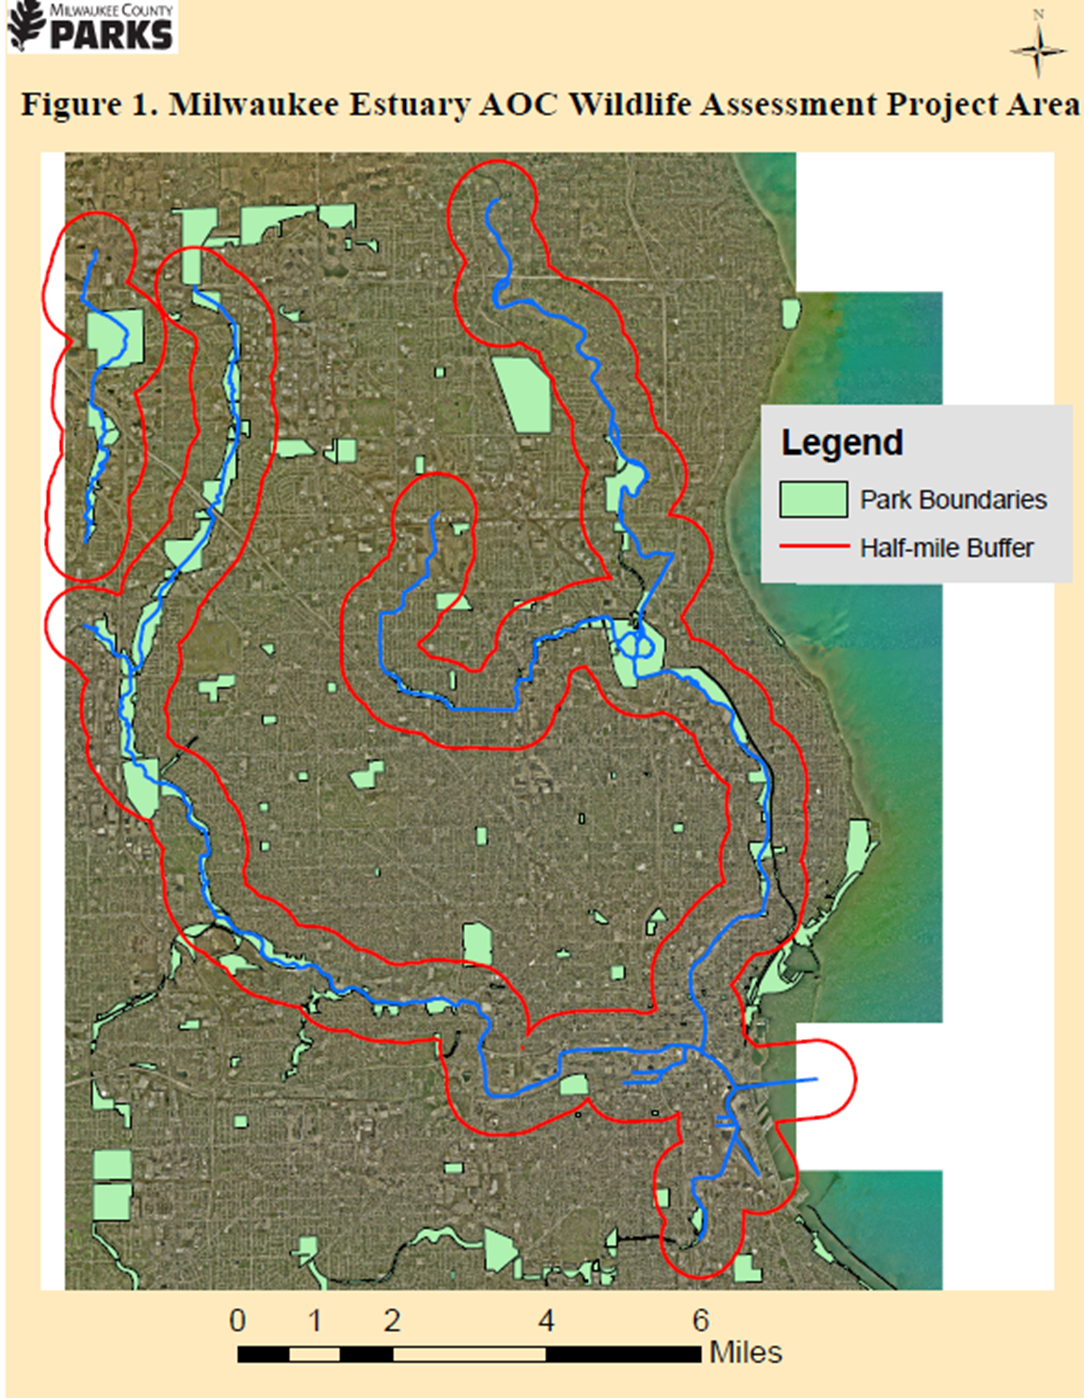 MILWAUKEE COUNTY
PARKS
N
Figure 1. Milwaukee Estuary AOC Wildlife Assessment Project Area
Legend
Park Boundaries
Half-mile Buffer
0 1 2 4 6
Miles